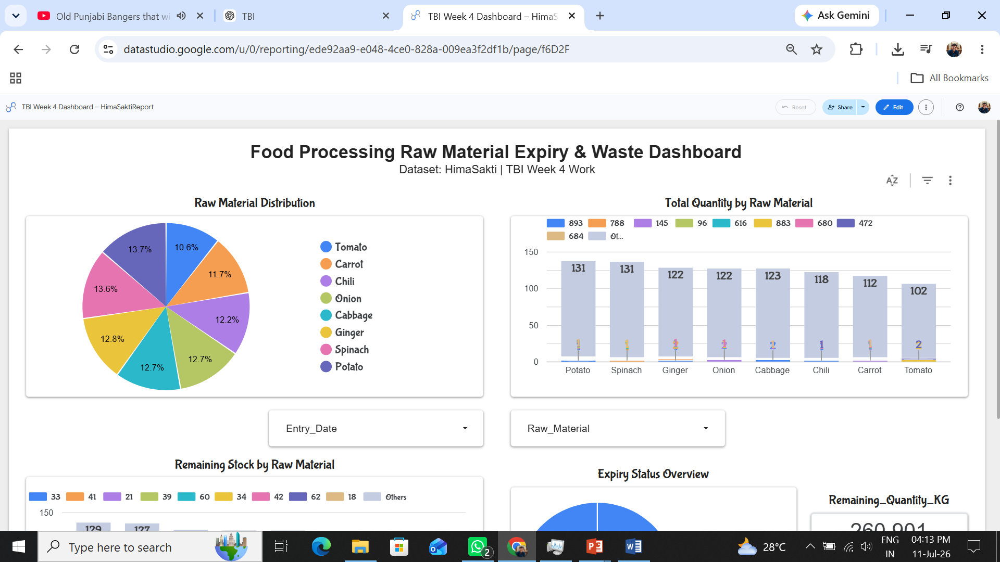 Old Punjabi Bangers that wi
TBI
TBI Week 4 Dashboard – HimaS
Ask Gemini
datastudio.google.com/u/0/reporting/ede92aa9-e048-4ce0-828a-009ea3f2df1b/page/f6D2F
All Bookmarks
TBI Week 4 Dashboard – HimaSaktiReport
Reset
Share
Edit
Food Processing Raw Material Expiry & Waste Dashboard
Dataset: HimaSakti | TBI Week 4 Work
AZ
Raw Material Distribution
13.7%
10.6%
11.7%
12.2%
12.7%
12.7%
12.8%
13.6%
Tomato
Carrot
Chili
Onion
Cabbage
Ginger
Spinach
Potato
Total Quantity by Raw Material
893 788 145 96 616 883 680 472
684 Ot...
150
100
50
0
131 131 122 122 123 118 112 102
1 1 2 2 1 1 2
Potato Spinach Ginger Onion Cabbage Chili Carrot Tomato
Entry_Date
Raw_Material
Remaining Stock by Raw Material
33 41 21 39 60 34 42 62 18 Others
150
129 127
Expiry Status Overview
Remaining_Quantity_KG
260,901
Type here to search
2
28°C
ENG
IN
04:13 PM
11-Jul-26